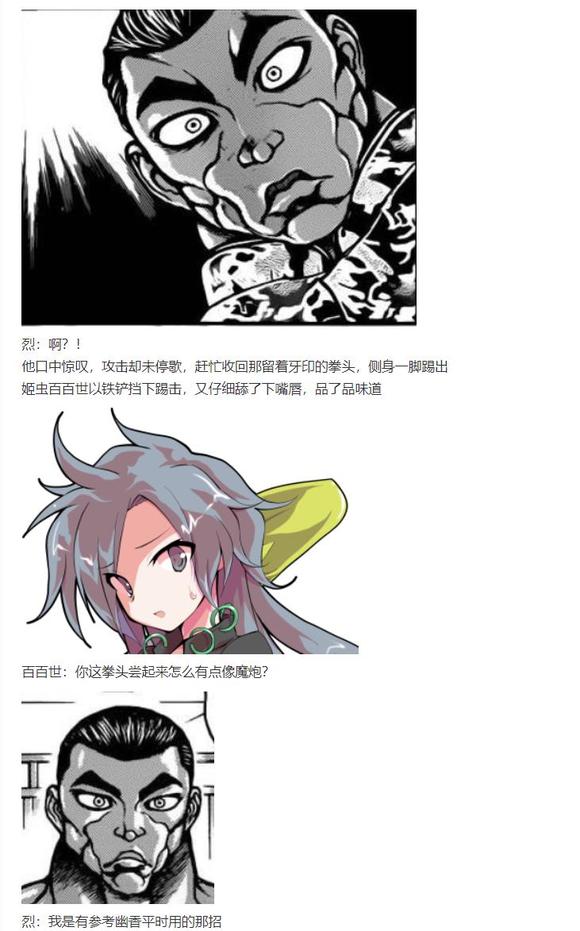 烈：啊？！
他口中惊叹，攻击却未停歇，赶忙收回那留着牙印的拳头，侧身一脚踢出
姬虫百百世以铁铲挡下踢击，又仔细舔了下嘴唇，品了品味道
百百世：你这拳头尝起来怎么有点像魔炮？
烈：我是有参考幽香平时用的那招